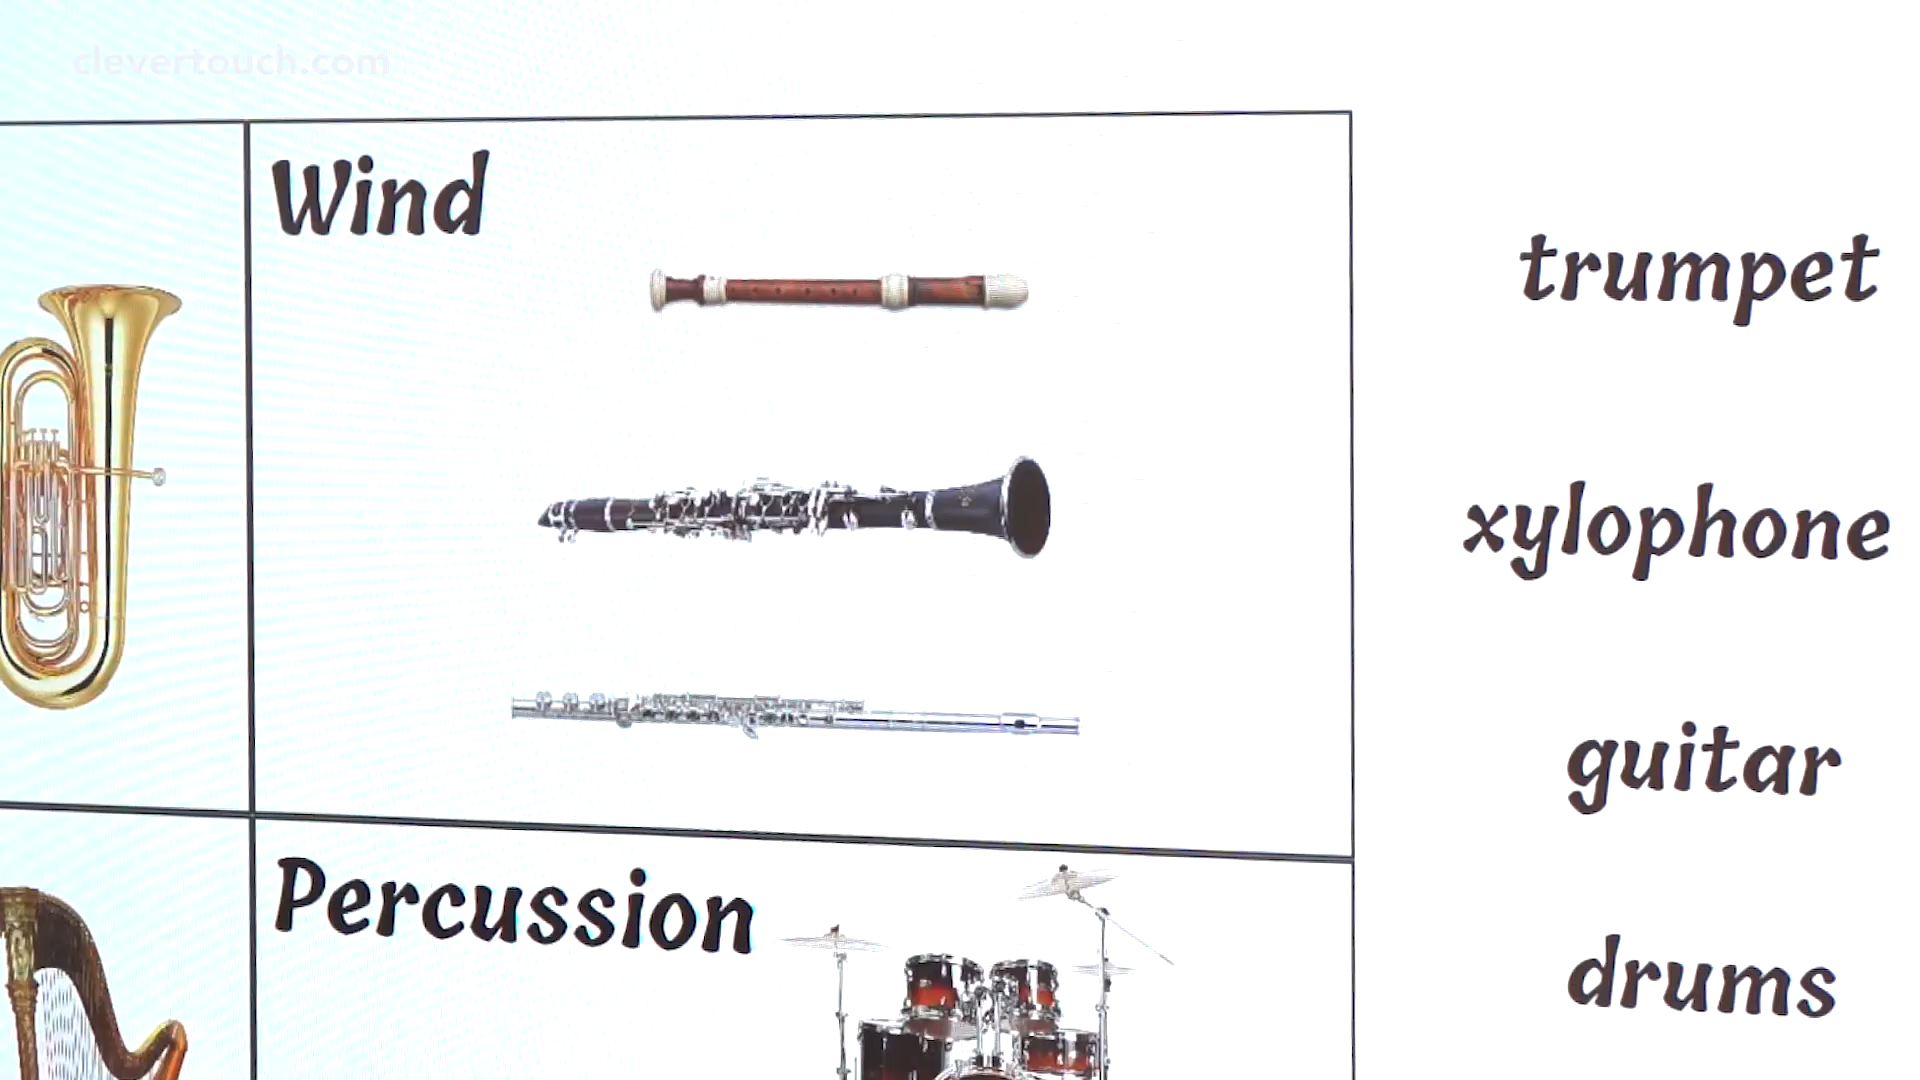 clevertouch.com
Wind
trumpet
xylophone
guitar
Percussion
drums